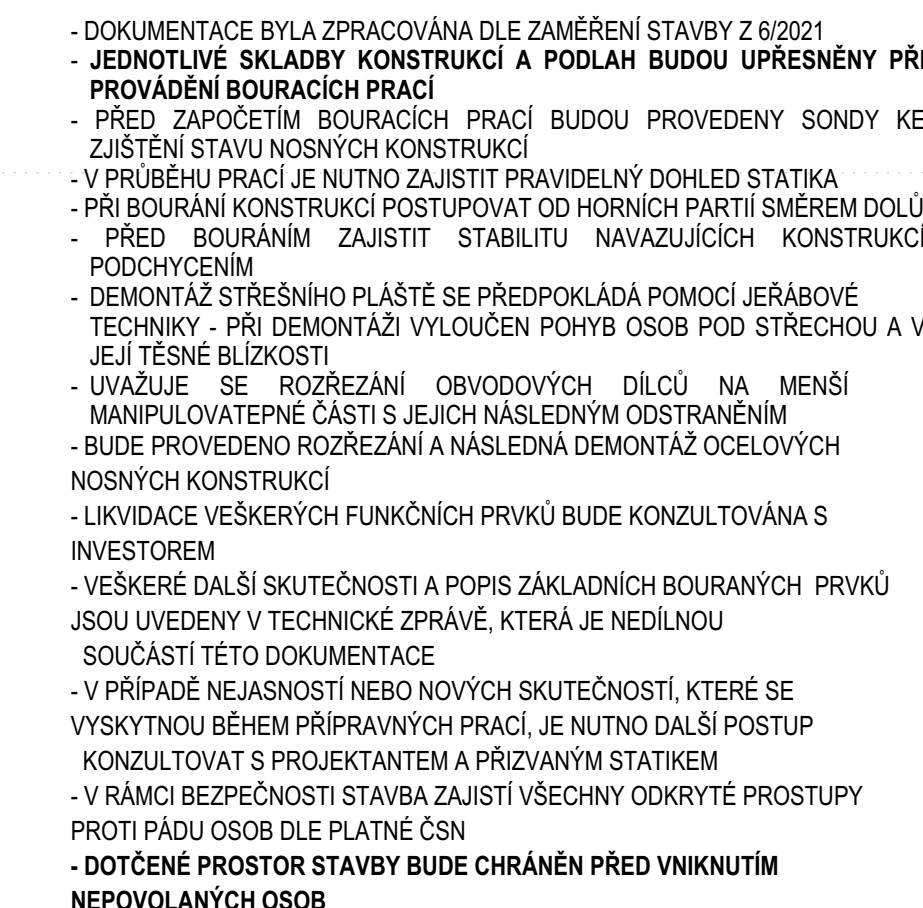 - DOKUMENTACE BYLA ZPRACOVÁNA DLE ZAMĚŘENÍ STAVBY Z 6/2021
- JEDNOTLIVÉ SKLADBY KONSTRUKCÍ A PODLAH BUDOU UPŘESNĚNY PŘI
PROVÁDĚNÍ BOURACÍCH PRACÍ
- PŘED ZAPOČETÍM BOURACÍCH PRACÍ BUDOU PROVEDENY SONDY KE
ZJIŠTĚNÍ STAVU NOSNÝCH KONSTRUKCÍ
- V PRŮBĚHU PRACÍ JE NUTNO ZAJISTIT PRAVIDELNÝ DOHLED STATIKA
- PŘI BOURÁNÍ KONSTRUKCÍ POSTUPOVAT OD HORNÍCH PARTIÍ SMĚREM DOLŮ
- PŘED BOURÁNÍM ZAJISTIT STABILITU NAVAZUJÍCÍCH KONSTRUKCÍ
PODCHYCENÍM
- DEMONTÁŽ STŘEŠNÍHO PLÁŠTĚ SE PŘEDPOKLÁDÁ POMOCÍ JEŘÁBOVÉ
TECHNIKY - PŘI DEMONTÁŽI VYLOUČEN POHYB OSOB POD STŘECHOU A V
JEJÍ TĚSNÉ BLÍZKOSTI
- UVAŽUJE SE ROZŘEZÁNÍ OBVODOVÝCH DÍLCŮ NA MENŠÍ
MANIPULOVATEPNÉ ČÁSTI S JEJICH NÁSLEDNÝM ODSTRANĚNÍM
- BUDE PROVEDENO ROZŘEZÁNÍ A NÁSLEDNÁ DEMONTÁŽ OCELOVÝCH
NOSNÝCH KONSTRUKCÍ
- LIKVIDACE VEŠKERÝCH FUNKČNÍCH PRVKŮ BUDE KONZULTOVÁNA S
INVESTOREM
- VEŠKERÉ DALŠÍ SKUTEČNOSTI A POPIS ZÁKLADNÍCH BOURANÝCH  PRVKŮ
JSOU UVEDENY V TECHNICKÉ ZPRÁVĚ, KTERÁ JE NEDÍLNOU
SOUČÁSTÍ TÉTO DOKUMENTACE
- V PŘÍPADĚ NEJASNOSTÍ NEBO NOVÝCH SKUTEČNOSTÍ, KTERÉ SE
VYSKYTNOU BĚHEM PŘÍPRAVNÝCH PRACÍ, JE NUTNO DALŠÍ POSTUP
KONZULTOVAT S PROJEKTANTEM A PŘIZVANÝM STATIKEM
- V RÁMCI BEZPEČNOSTI STAVBA ZAJISTÍ VŠECHNY ODKRYTÉ PROSTUPY
PROTI PÁDU OSOB DLE PLATNÉ ČSN
- DOTČENÉ PROSTOR STAVBY BUDE CHRÁNĚN PŘED VNIKNUTÍM
NEPOVOLANÝCH OSOB